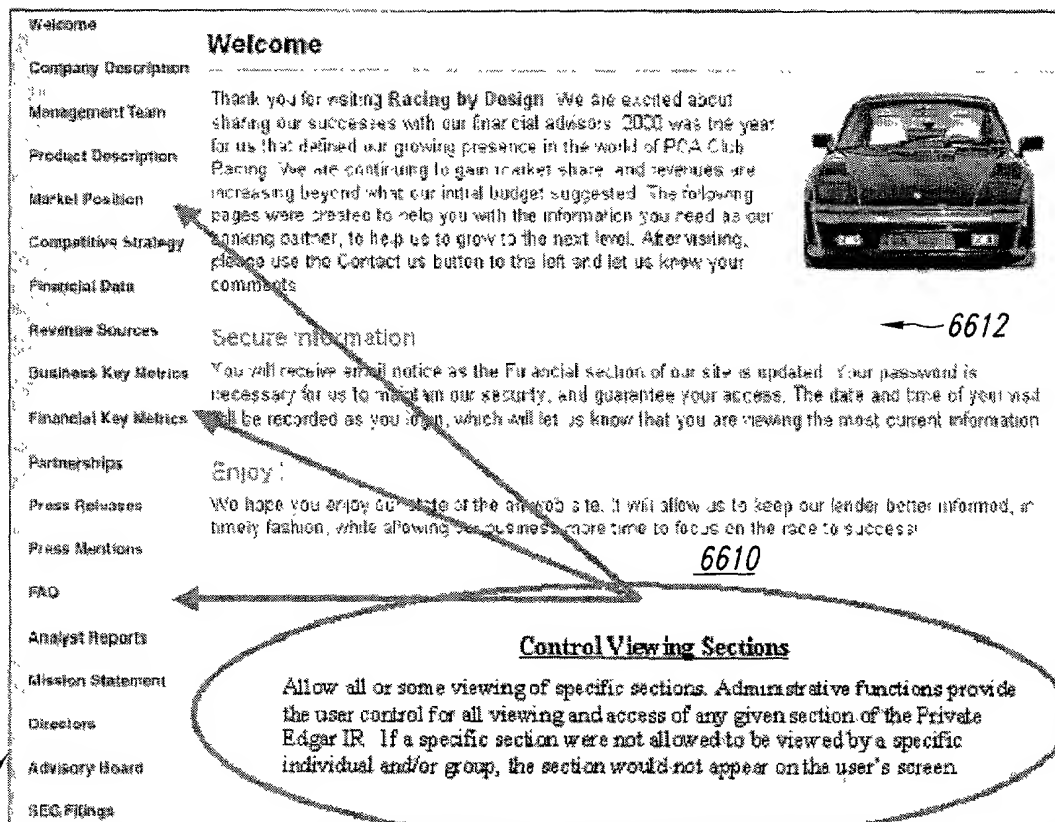 Welcome
Company Description
Management Team
Product Description
Market Position
Competitive Strategy
Financial Data
Revenue Sources
Business Key Metrics
Financial Key Metrics
Partnerships
Press Releases
Press Mentions
FAQ
Analyst Reports
Mission Statement
Directors
Advisory Board
SEC Filings
Welcome
Thank you for visiting Racing by Design. We are excited about
sharing our successes with our financial advisors. 2000 was the year
for us that defined our growing presence in the world of PCA Club
Racing. We are continuing to gain market share and revenues are
increasing beyond what our initial budget suggested. The following
pages were created to help you with the information you need as our
banking partner, to help us to grow to the next level. After visiting,
please use the Contact us button to the left and let us know your
comments
6612
Secure Information
You will receive email notice as the Financial section of our site is updated. Your password is
necessary for us to maintain our security, and guarantee your access. The date and time of your visit
will be recorded as you login, which will let us know that you are viewing the most current information
Enjoy !
We hope you enjoy our state of the art web site. It will allow us to keep our lender better informed, in
timely fashion, while allowing our business more time to focus on the race to success!
6610
Control Viewing Sections
Allow all or some viewing of specific sections. Administrative functions provide
the user control for all viewing and access of any given section of the Private
Edgar IR If a specific section were not allowed to be viewed by a specific
individual and/or group, the section would not appear on the user's screen